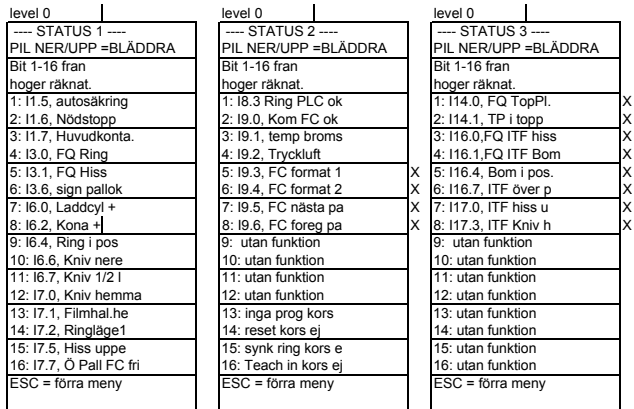 level 0
---- STATUS 1 ----
PIL NER/UPP =BLÄDDRA
Bit 1-16 fran
hoger räknat.
1: I1.5, autosäkring
2: I1.6, Nödstopp
3: I1.7, Huvudkonta.
4: I3.0, FQ Ring
5: I3.1, FQ Hiss
6: I3.6, sign pallok
7: I6.0, Laddcyl +
8: I6.2, Kona +
9: I6.4, Ring i pos
10: I6.6, Kniv nere
11: I6.7, Kniv 1/2 l
12: I7.0, Kniv hemma
13: I7.1, Filmhal.he
14: I7.2, Ringläge1
15: I7.5, Hiss uppe
16: I7.7, Ö Pall FC fri
ESC = förra meny
level 0
---- STATUS 2 ----
PIL NER/UPP =BLÄDDRA
Bit 1-16 fran
hoger räknat.
1: I8.3 Ring PLC ok
2: I9.0, Kom FC ok
3: I9.1, temp broms
4: I9.2, Tryckluft
5: I9.3, FC format 1 X
6: I9.4, FC format 2 X
7: I9.5, FC nästa pa X
8: I9.6, FC foreg pa X
9: utan funktion
10: utan funktion
11: utan funktion
12: utan funktion
13: inga prog kors
14: reset kors ej
15: synk ring kors e
16: Teach in kors ej
ESC = förra meny
level 0
---- STATUS 3 ----
PIL NER/UPP =BLÄDDRA
Bit 1-16 fran
hoger räknat.
1: I14.0, FQ TopPl. X
2: I14.1, TP i topp X
3: I16.0,FQ ITF hiss X
4: I16.1,FQ ITF Bom X
5: I16.4, Bom i pos. X
6: I16.7, ITF över p X
7: I17.0, ITF hiss u X
8: I17.3, ITF Kniv h X
9: utan funktion
10: utan funktion
11: utan funktion
12: utan funktion
13: utan funktion
14: utan funktion
15: utan funktion
16: utan funktion
ESC = förra meny